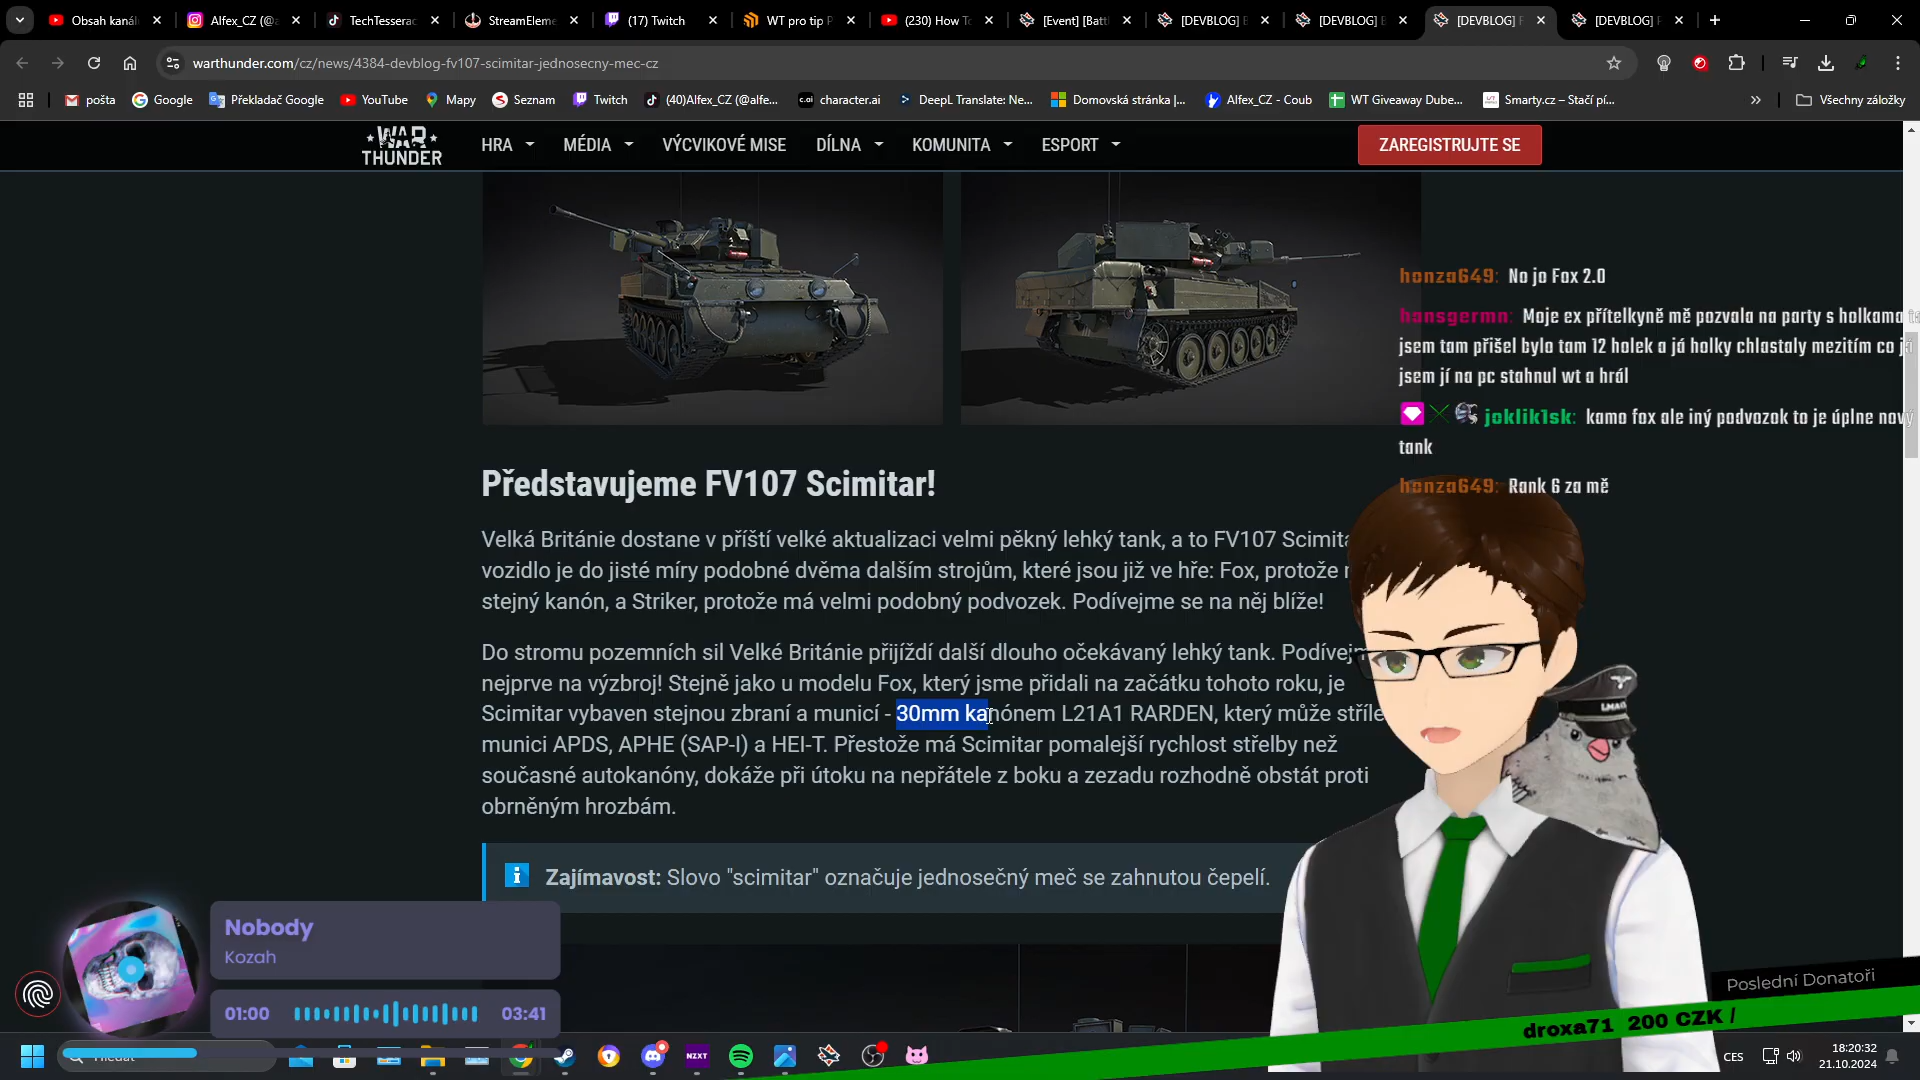 Obsah kanál
Alfex_CZ (@a
TechTesserac
StreamEleme
(17) Twitch
WT pro tip P
(230) How To
[Event] [Batt
[DEVBLOG] B
[DEVBLOG] B
[DEVBLOG] F
[DEVBLOG] F
warthunder.com/cz/news/4384-devblog-fv107-scimitar-jednosecny-mec-cz
pošta
Google
Překladač Google
YouTube
Mapy
Seznam
Twitch
(40)Alfex_CZ (@alfe...
c.ai
character.ai
DeepL Translate: Ne...
Domovská stránka |...
Alfex_CZ - Coub
WT Giveaway Dube...
Smarty.cz – Stačí pí...
»
Všechny záložky
WAR THUNDER
HRA
MÉDIA
VÝCVIKOVÉ MISE
DÍLNA
KOMUNITA
ESPORT
ZAREGISTRUJTE SE
honza649: No jo Fox 2.0
hansgermn: Moje ex přítelkyně mě pozvala na party s holkama
jsem tam přišel bylo tam 12 holek a já holky chlastaly mezitím co já
jsem jí na pc stahnul wt a hrál
joklik1sk: kamo fox ale iný podvozok to je úplne nový
tank
honza649: Rank 6 za mě
Představujeme FV107 Scimitar!
Velká Británie dostane v příští velké aktualizaci velmi pěkný lehký tank, a to FV107 Scimita
vozidlo je do jisté míry podobné dvěma dalším strojům, které jsou již ve hře: Fox, protože
stejný kanón, a Striker, protože má velmi podobný podvozek. Podívejme se na něj blíže!
Do stromu pozemních sil Velké Británie přijíždí další dlouho očekávaný lehký tank. Podívej
nejprve na výzbroj! Stejně jako u modelu Fox, který jsme přidali na začátku tohoto roku, je
Scimitar vybaven stejnou zbraní a municí - 30mm kanónem L21A1 RARDEN, který může stříle
munici APDS, APHE (SAP-I) a HEI-T. Přestože má Scimitar pomalejší rychlost střelby než
současné autokanóny, dokáže při útoku na nepřátele z boku a zezadu rozhodně obstát proti
obrněným hrozbám.
Zajímavost: Slovo "scimitar" označuje jednosečný meč se zahnutou čepelí.
Nobody
Kozah
01:00
03:41
Poslední Donatoři
droxa71 200 CZK /
NZXT
CES
18:20:32
21.10.2024